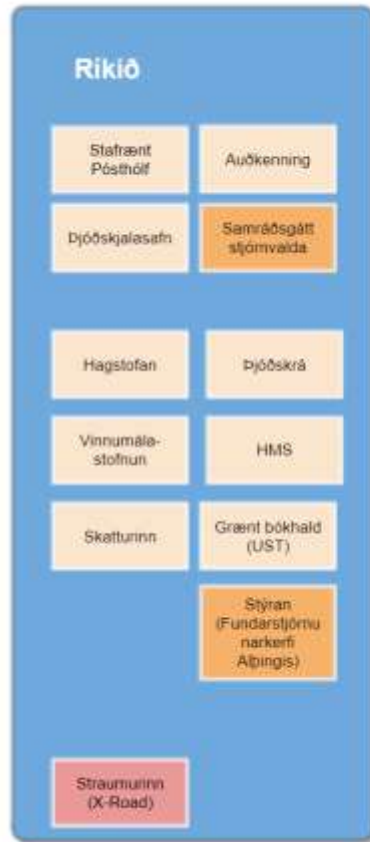 Ríkið
Stafrænt
Pósthólf
Auðkenning
Þjóðskjalasafn
Samráðsgátt
stjórnvalda
Hagstofan
Þjóðskrá
Vinnumála-
stofnun
HMS
Skatturinn
Grænt bókhald
(UST)
Stýran
(Fundarstjórnu
narkerfi
Alþingis)
Straumurinn
(X-Road)